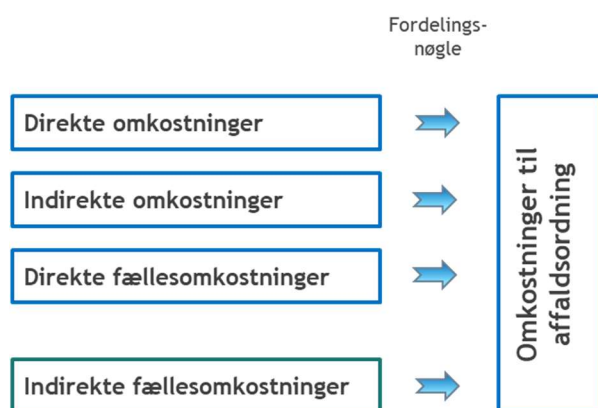 Fordelings-
nøgle
Direkte omkostninger
Indirekte omkostninger
Direkte fællesomkostninger
Indirekte fællesomkostninger
Omkostninger til
affaldsordning